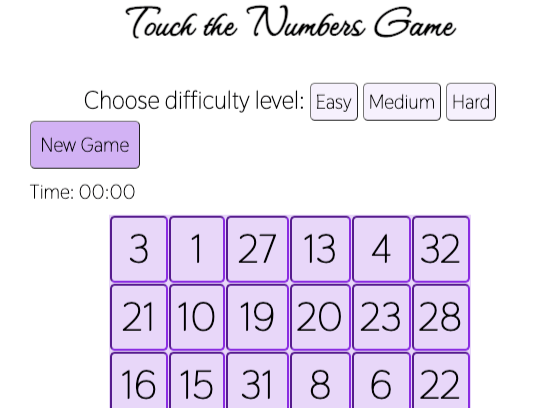 Touch the Numbers Game
Choose difficulty level: Easy Medium Hard
New Game
Time: 00:00
3 1 27 13 4 32
21 10 19 20 23 28
16 15 31 8 6 22